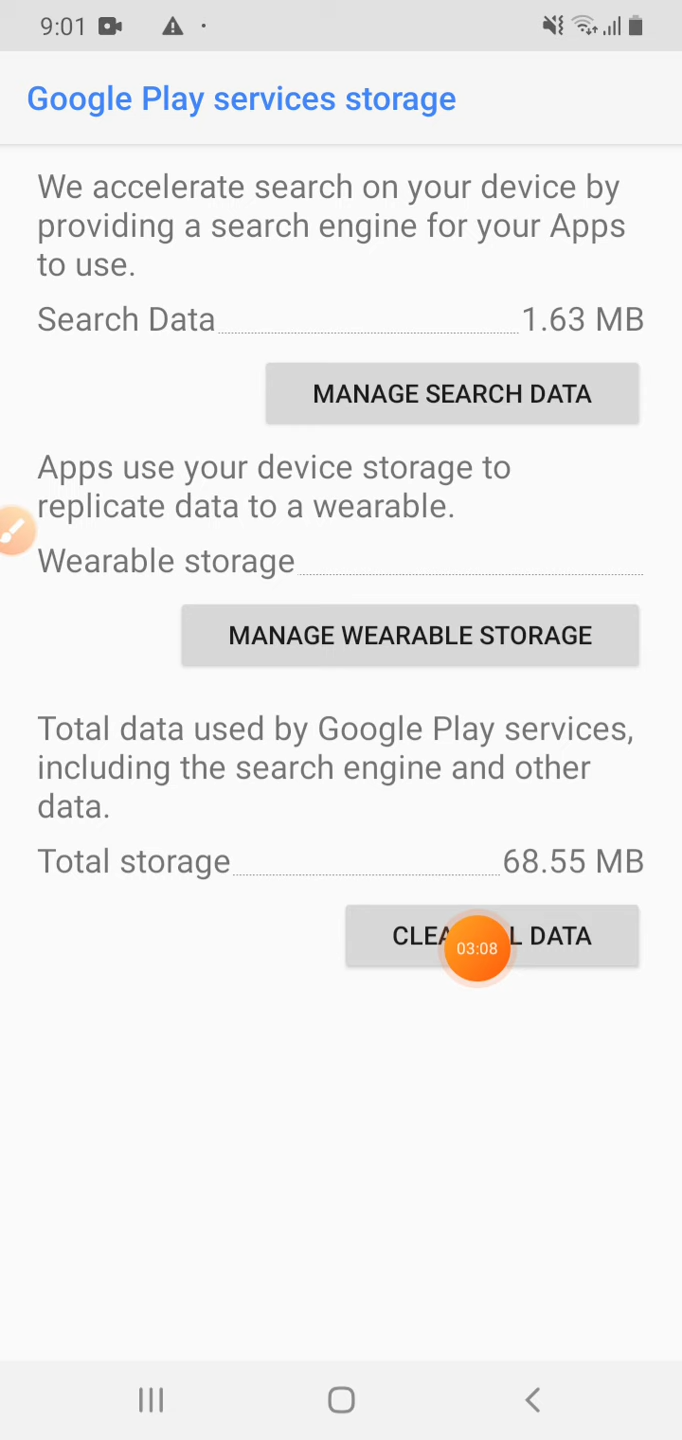 9:01
Google Play services storage
We accelerate search on your device by
providing a search engine for your Apps
to use.
Search Data 1.63 MB
MANAGE SEARCH DATA
Apps use your device storage to
replicate data to a wearable.
Wearable storage
MANAGE WEARABLE STORAGE
Total data used by Google Play services,
including the search engine and other
data.
Total storage 68.55 MB
DATA
03:08